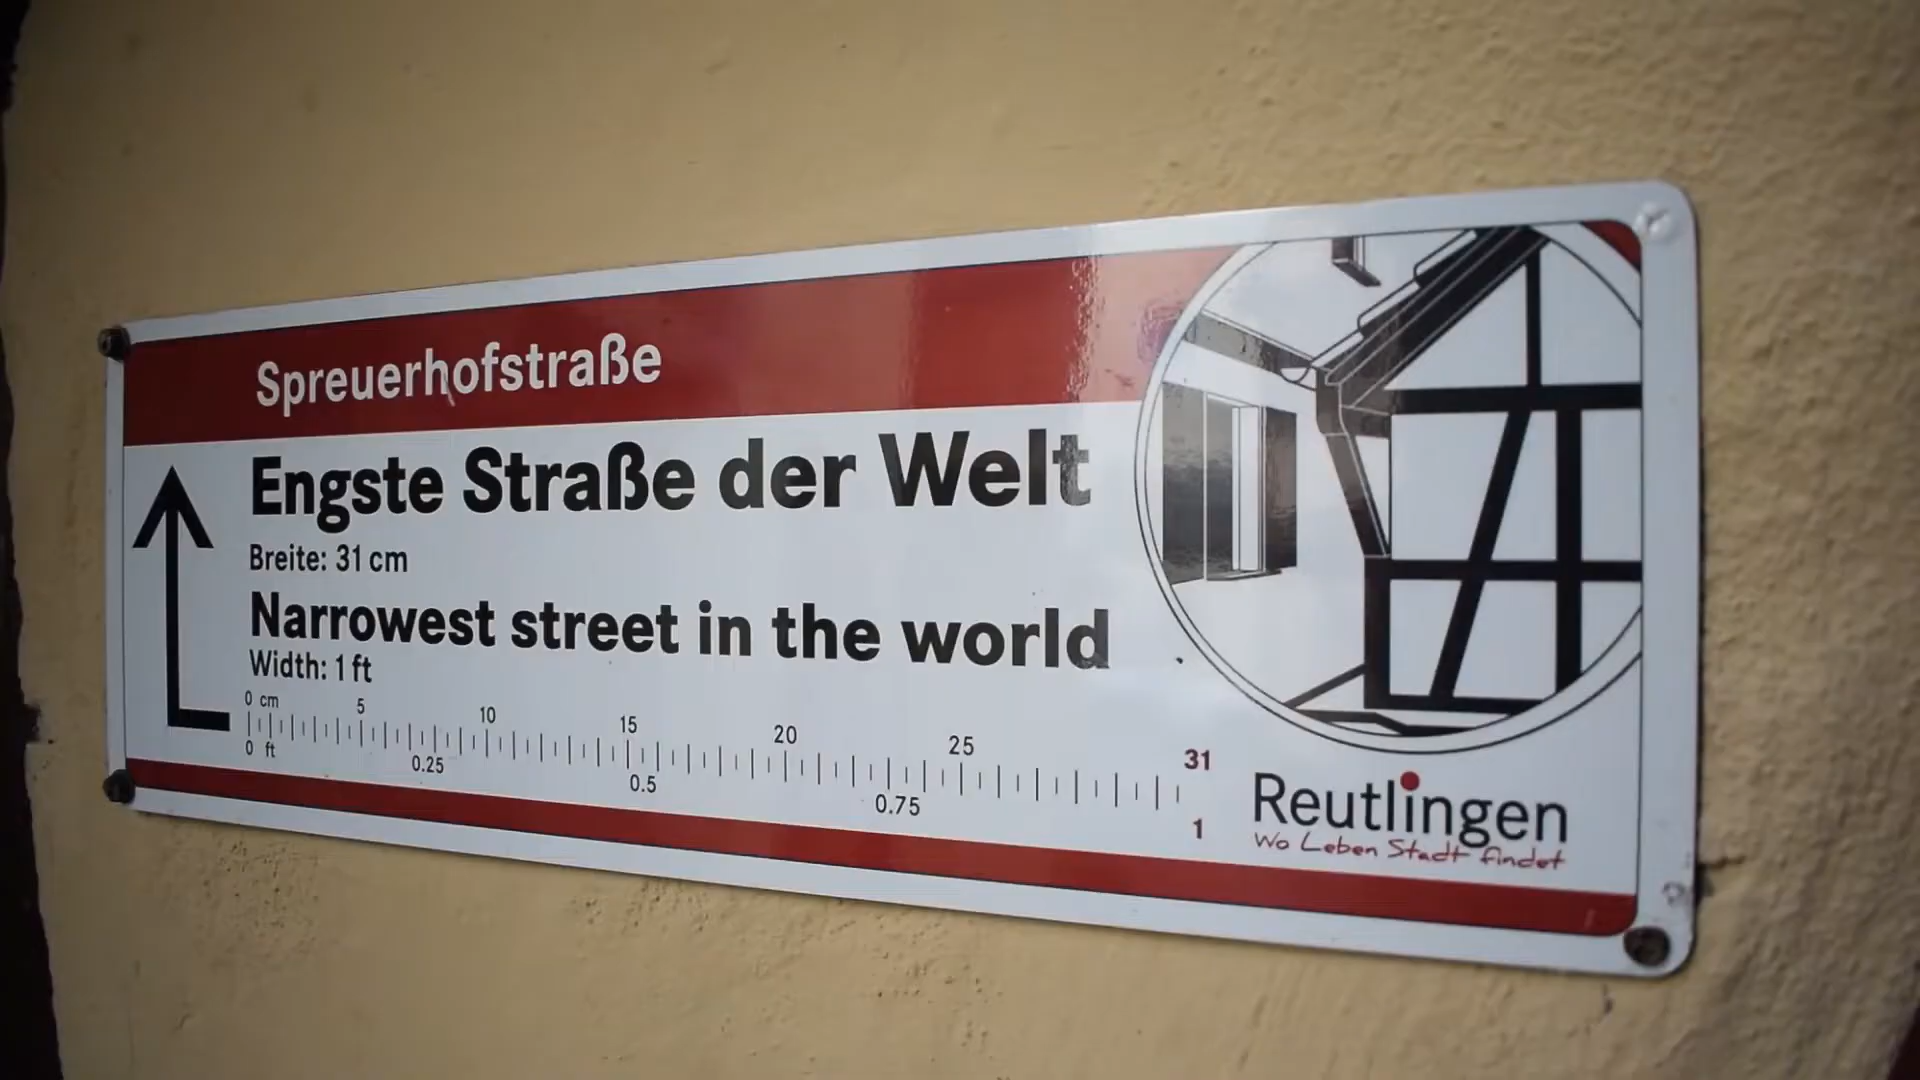 Spreuerhofstraße
Engste Straße der Welt
Breite: 31 cm
Narrowest street in the world
Width: 1 ft
0 cm 5 10 15 20 25 31
0 ft 0.25 0.5 0.75 1
Reutlingen
Wo Leben Stadt findet